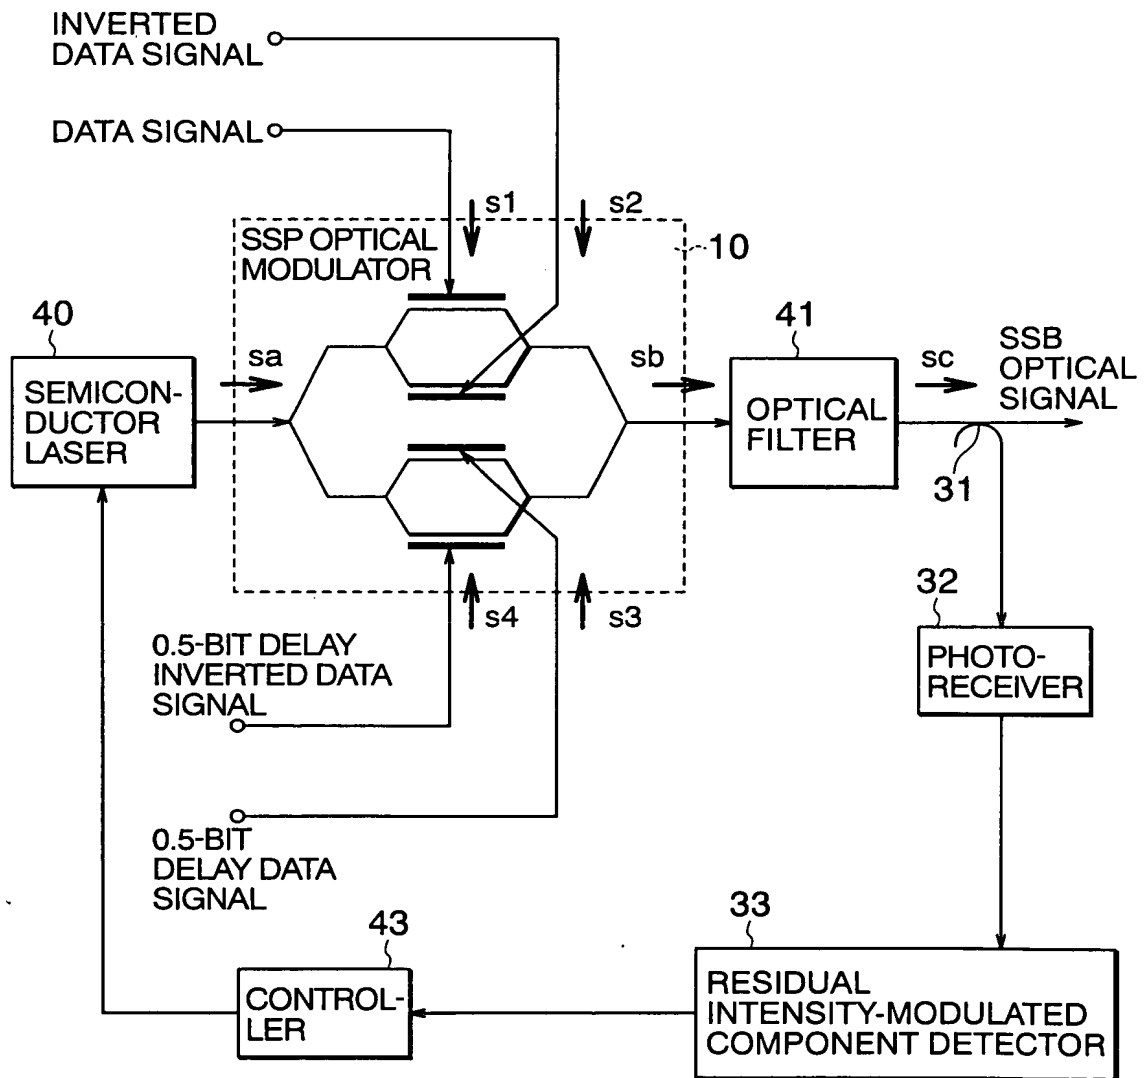 INVERTED
DATA SIGNAL
DATA SIGNAL
s1
s2
SSP OPTICAL
MODULATOR
10
40
41
sa
sb
sc
SSB
OPTICAL
SIGNAL
SEMICON-
DUCTOR
LASER
OPTICAL
FILTER
31
s4
s3
32
0.5-BIT DELAY
INVERTED DATA
SIGNAL
PHOTO-
RECEIVER
0.5-BIT
DELAY DATA
SIGNAL
43
33
CONTROL-
LER
RESIDUAL
INTENSITY-MODULATED
COMPONENT DETECTOR